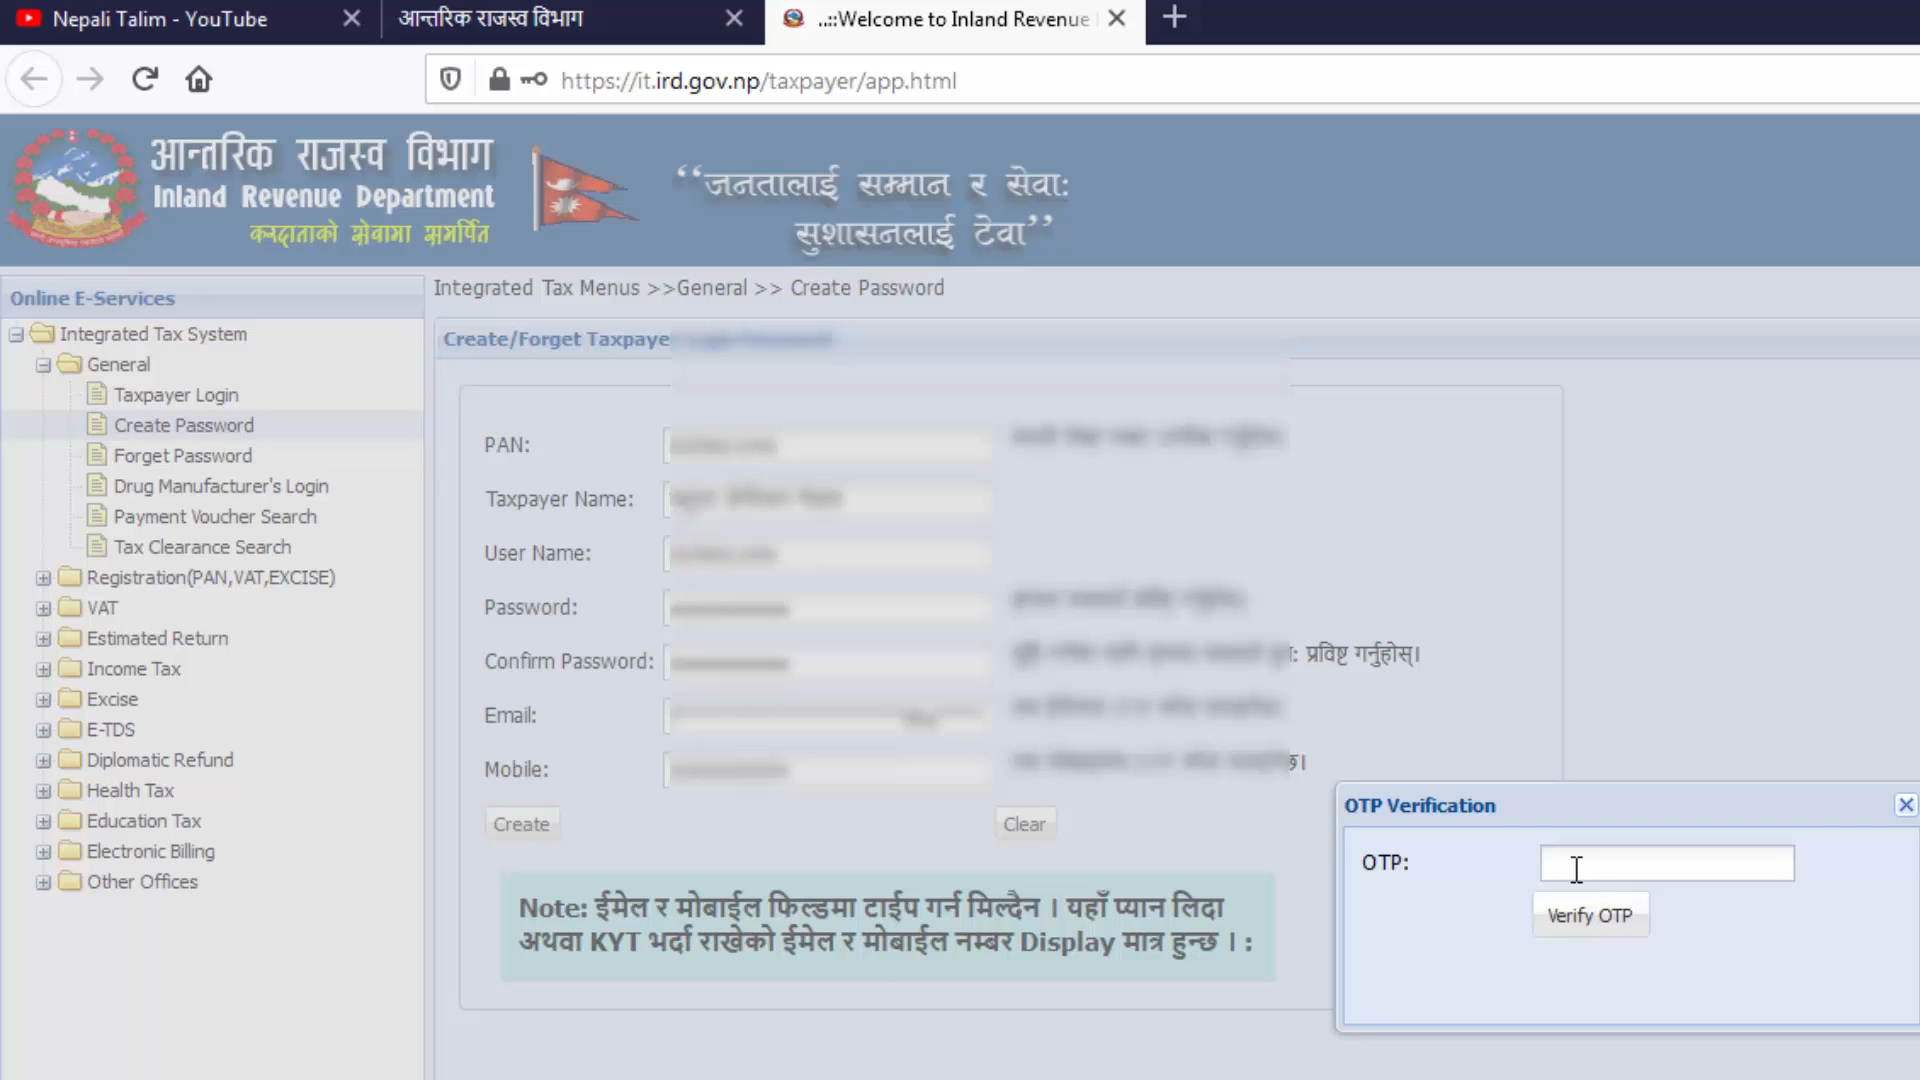 Nepali Talim - YouTube
आन्तरिक राजस्व विभाग
..::Welcome to Inland Revenue
https://it.ird.gov.np/taxpayer/app.html
आन्तरिक राजस्व विभाग
Inland Revenue Department
करदाताको सेवामा समर्पित
“जनतालाई सम्मान र सेवाः
सुशासनलाई टेवा”
Online E-Services
Integrated Tax System
General
Taxpayer Login
Create Password
Forget Password
Drug Manufacturer's Login
Payment Voucher Search
Tax Clearance Search
Registration(PAN,VAT,EXCISE)
VAT
Estimated Return
Income Tax
Excise
E-TDS
Diplomatic Refund
Health Tax
Education Tax
Electronic Billing
Other Offices
Integrated Tax Menus >>General >> Create Password
Create/Forget
PAN:
Taxpayer Name:
User Name:
Password:
Confirm Password: प्रविष्ट गर्नुहोस्।
Email:
Mobile:
Create Clear
Note: ईमेल र मोबाईल फिल्डमा टाईप गर्न मिल्दैन । यहाँ प्यान लिदा
अथवा KYT भर्दा राखेको ईमेल र मोबाईल नम्बर Display मात्र हुन्छ । :
OTP Verification
OTP:
Verify OTP